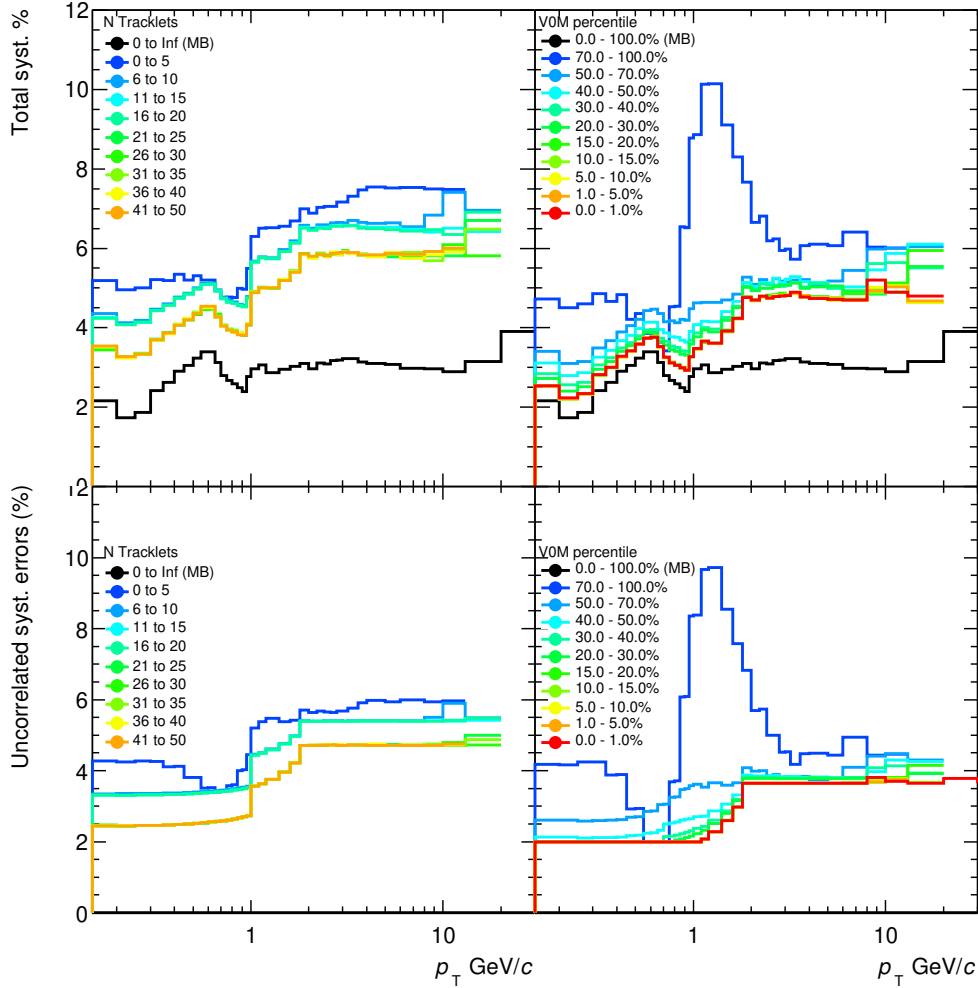 Total syst. %
12
10
8
6
4
2
0
N Tracklets
0 to Inf (MB)
0 to 5
6 to 10
11 to 15
16 to 20
21 to 25
26 to 30
31 to 35
36 to 40
41 to 50
V0M percentile
0.0 - 100.0% (MB)
70.0 - 100.0%
50.0 - 70.0%
40.0 - 50.0%
30.0 - 40.0%
20.0 - 30.0%
15.0 - 20.0%
10.0 - 15.0%
5.0 - 10.0%
1.0 - 5.0%
0.0 - 1.0%
Uncorrelated syst. errors (%)
12
10
8
6
4
2
0
N Tracklets
0 to Inf (MB)
0 to 5
6 to 10
11 to 15
16 to 20
21 to 25
26 to 30
31 to 35
36 to 40
41 to 50
V0M percentile
0.0 - 100.0% (MB)
70.0 - 100.0%
50.0 - 70.0%
40.0 - 50.0%
30.0 - 40.0%
20.0 - 30.0%
15.0 - 20.0%
10.0 - 15.0%
5.0 - 10.0%
1.0 - 5.0%
0.0 - 1.0%
1 10
1 10
p_T GeV/c
p_T GeV/c